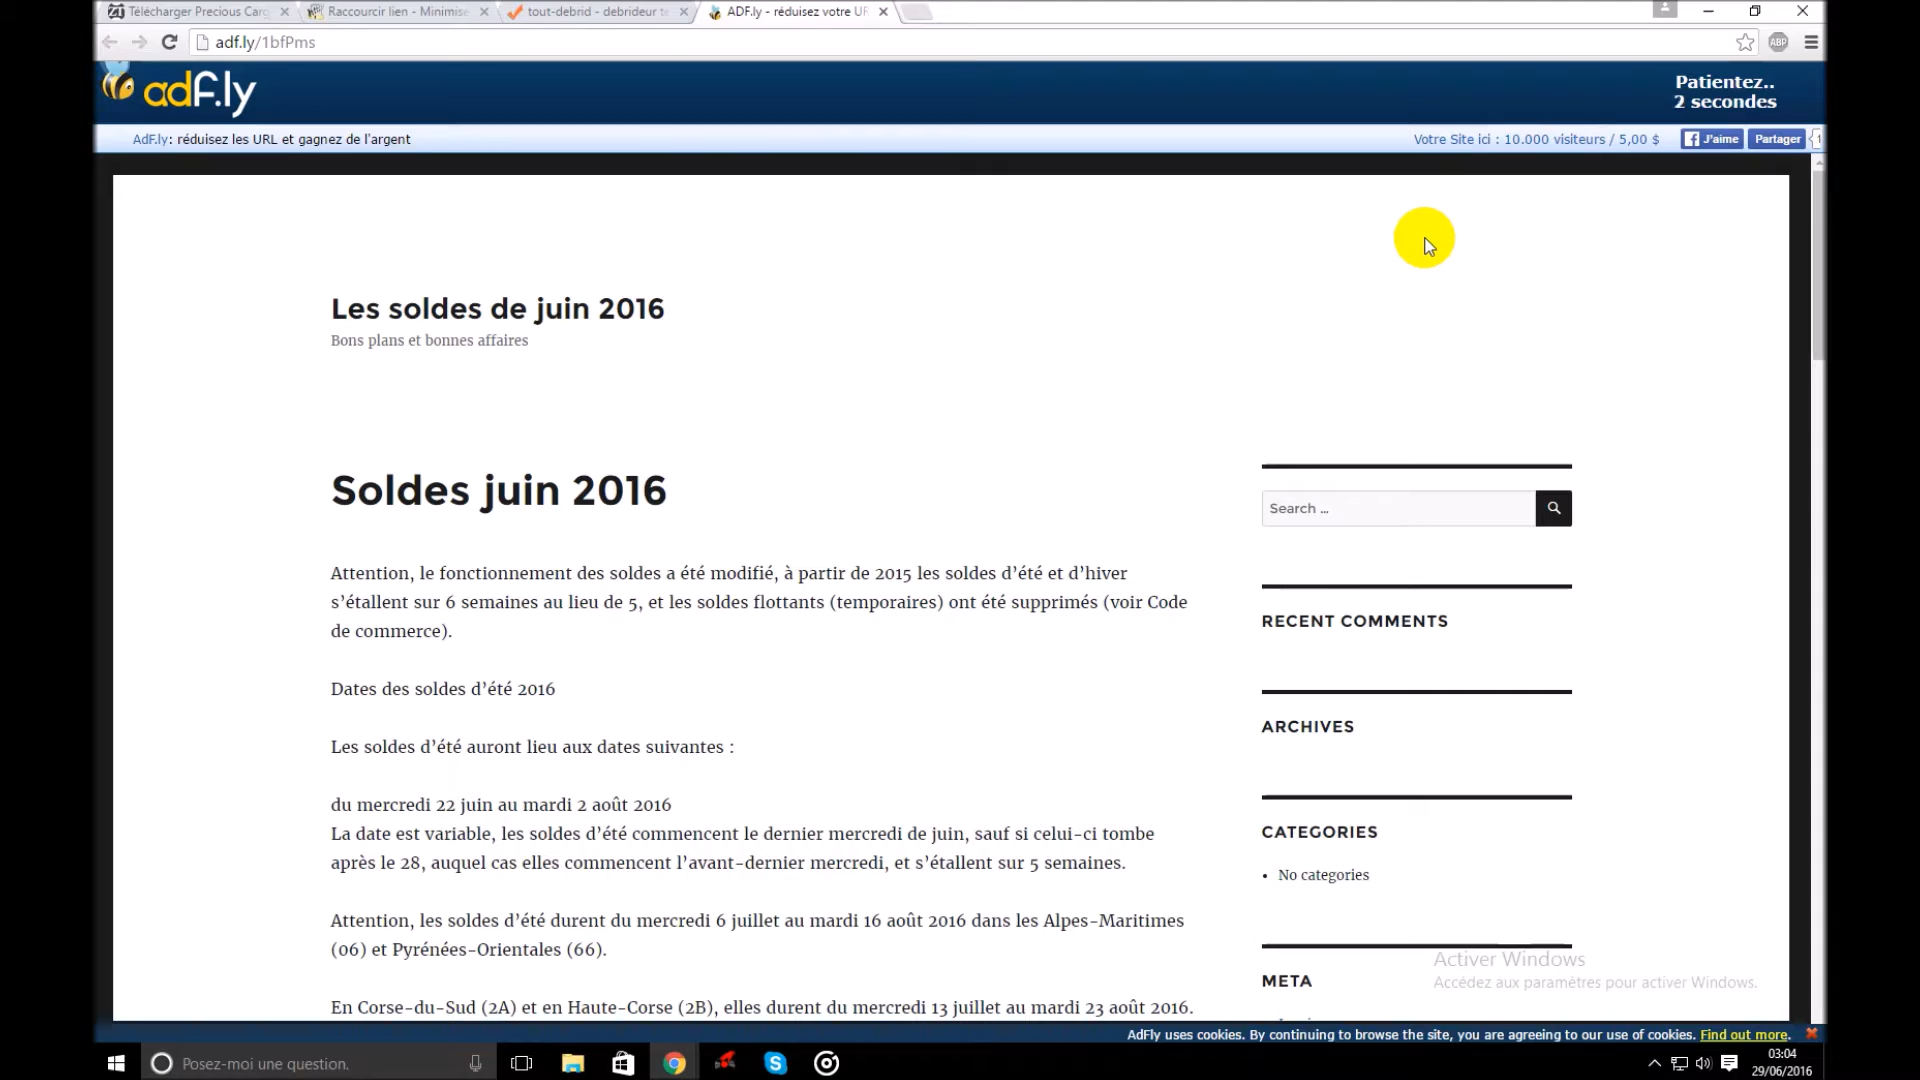 Télécharger Precious Carg
Raccourcir lien - Minimise
tout-debrid - debrideur te
ADF.ly - réduisez votre UR
adf.ly/1bfPms
ABP
adf.ly
Patientez..
2 secondes
AdF.ly: réduisez les URL et gagnez de l'argent
Votre Site ici : 10.000 visiteurs / 5,00 $
J'aime
Partager
1
Les soldes de juin 2016
Bons plans et bonnes affaires
Soldes juin 2016
Search …
Attention, le fonctionnement des soldes a été modifié, à partir de 2015 les soldes d’été et d’hiver
s’étallent sur 6 semaines au lieu de 5, et les soldes flottants (temporaires) ont été supprimés (voir Code
de commerce).
RECENT COMMENTS
Dates des soldes d’été 2016
ARCHIVES
Les soldes d’été auront lieu aux dates suivantes :
du mercredi 22 juin au mardi 2 août 2016
La date est variable, les soldes d’été commencent le dernier mercredi de juin, sauf si celui-ci tombe
après le 28, auquel cas elles commencent l’avant-dernier mercredi, et s’étallent sur 5 semaines.
CATEGORIES
No categories
Attention, les soldes d’été durent du mercredi 6 juillet au mardi 16 août 2016 dans les Alpes-Maritimes
(06) et Pyrénées-Orientales (66).
Activer Windows
Accédez aux paramètres pour activer Windows.
META
En Corse-du-Sud (2A) et en Haute-Corse (2B), elles durent du mercredi 13 juillet au mardi 23 août 2016.
AdFly uses cookies. By continuing to browse the site, you are agreeing to our use of cookies. Find out more.
Posez-moi une question.
03:04
29/06/2016